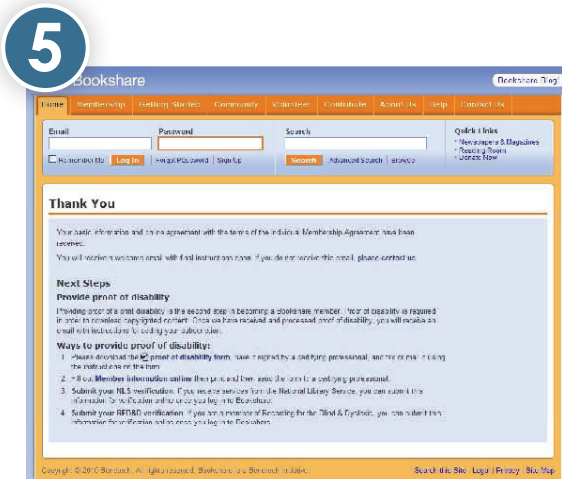 5
Bookshare
Bookshare Blog!
Home Membership Getting Started Community Volunteer Contribute About Us Help Contact Us
Email Password Search Quick Links
Newspapers & Magazines
Reading Room
Donate Now
Remember Me Log In Forgot Password Sign Up Search Advanced Search Browse
Thank You
Your basic information and online agreement with the terms of the Individual Membership Agreement have been
received.
You will receive a welcome email with final instructions soon. If you do not receive this email, please contact us.
Next Steps
Provide proof of disability
Providing proof of a print disability is the second step in becoming a Bookshare member. Proof of disability is required
in order to download copyrighted content. Once we have received and processed proof of disability, you will receive an
email with instructions for adding your subscription.
Ways to provide proof of disability:
1. Please download the proof of disability form, have it signed by a certifying professional, and fax or mail it using
the instructions on the form.
2. Fill out Member information online then print and then send the form to a certifying professional.
3. Submit your NLS verification. If you receive services from the National Library Service, you can submit this
information for verification online once you log in to Bookshare.
4. Submit your RFB&D verification. If you are a member of Recording for the Blind & Dyslexic, you can submit this
information for verification online once you log in to Bookshare.
Copyright © 2010 Benetech. All rights reserved. Bookshare is a Benetech initiative. Search this Site | Legal | Privacy | Site Map